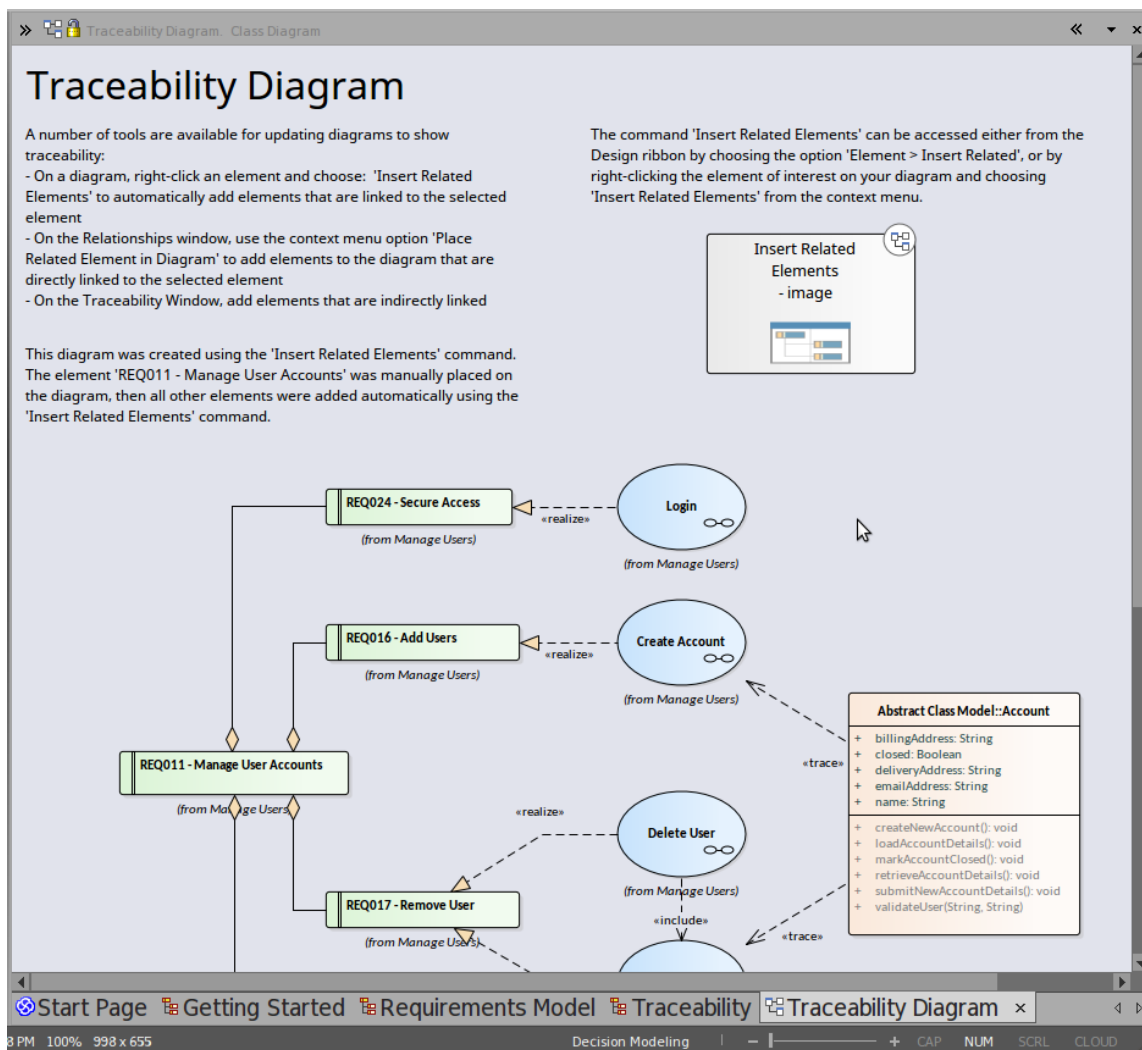 Traceability Diagram. Class Diagram
Traceability Diagram
A number of tools are available for updating diagrams to show
traceability:
- On a diagram, right-click an element and choose: 'Insert Related
Elements' to automatically add elements that are linked to the selected
element
- On the Relationships window, use the context menu option 'Place
Related Element in Diagram' to add elements to the diagram that are
directly linked to the selected element
- On the Traceability Window, add elements that are indirectly linked
This diagram was created using the 'Insert Related Elements' command.
The element 'REQ011 - Manage User Accounts' was manually placed on
the diagram, then all other elements were added automatically using the
'Insert Related Elements' command.
The command 'Insert Related Elements' can be accessed either from the
Design ribbon by choosing the option 'Element > Insert Related', or by
right-clicking the element of interest on your diagram and choosing
'Insert Related Elements' from the context menu.
Insert Related
Elements
- image
REQ024 - Secure Access
(from Manage Users)
«realize»
Login
(from Manage Users)
REQ016 - Add Users
(from Manage Users)
«realize»
Create Account
(from Manage Users)
REQ011 - Manage User Accounts
(from Manage Users)
«trace»
Abstract Class Model::Account
+ billingAddress: String
+ closed: Boolean
+ deliveryAddress: String
+ emailAddress: String
+ name: String
+ createNewAccount(): void
+ loadAccountDetails(): void
+ markAccountClosed(): void
+ retrieveAccountDetails(): void
+ submitNewAccountDetails(): void
+ validateUser(String, String)
«realize»
Delete User
(from Manage Users)
«include»
«trace»
REQ017 - Remove User
(from Manage Users)
Start Page Getting Started Requirements Model Traceability Traceability Diagram ×
8 PM 100% 998 x 655 Decision Modeling − + CAP NUM SCRL CLOUD